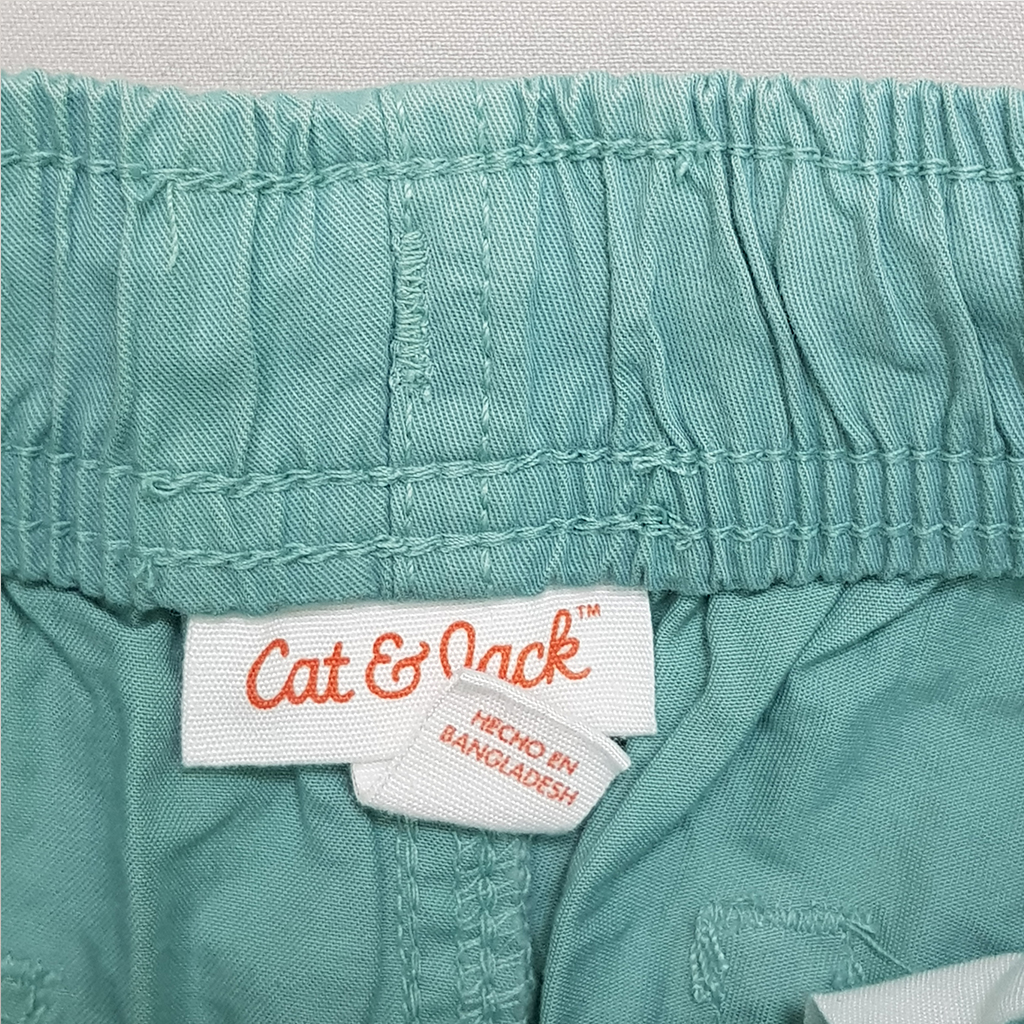 Cat & Jack™
HECHO EN
BANGLADESH